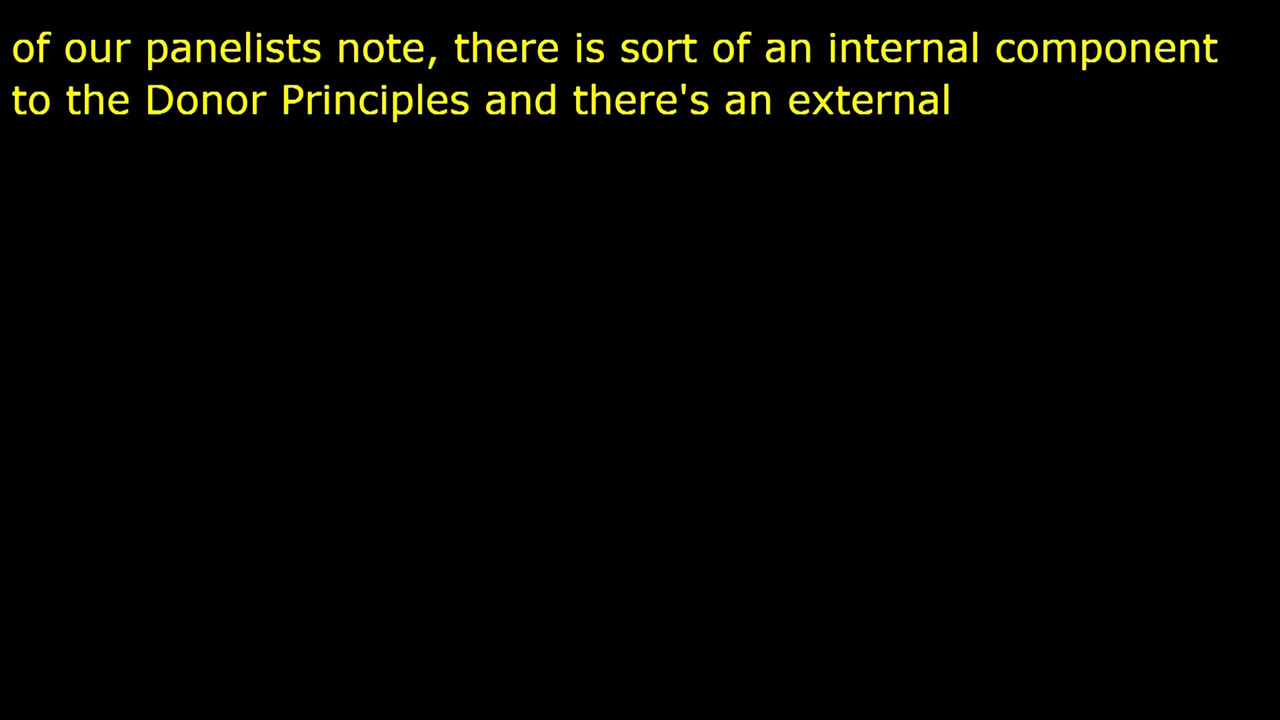 of our panelists note, there is sort of an internal component
to the Donor Principles and there's an external